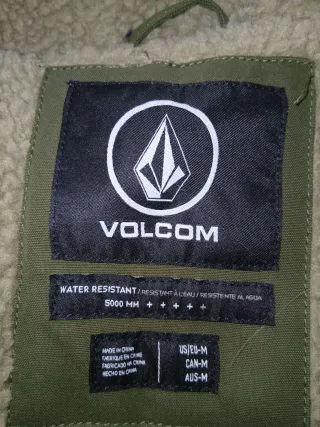 VOLCOM
WATER RESISTANT / RESISTANT À L'EAU / RESISTENTE AL AGUA
5000 MM + + + + +
MADE IN CHINA
FABRIQUÉ EN CHINE
FABRICADO NA CHINA
HECHO EN CHINA
US/EU-M
CAN-M
AUS-M